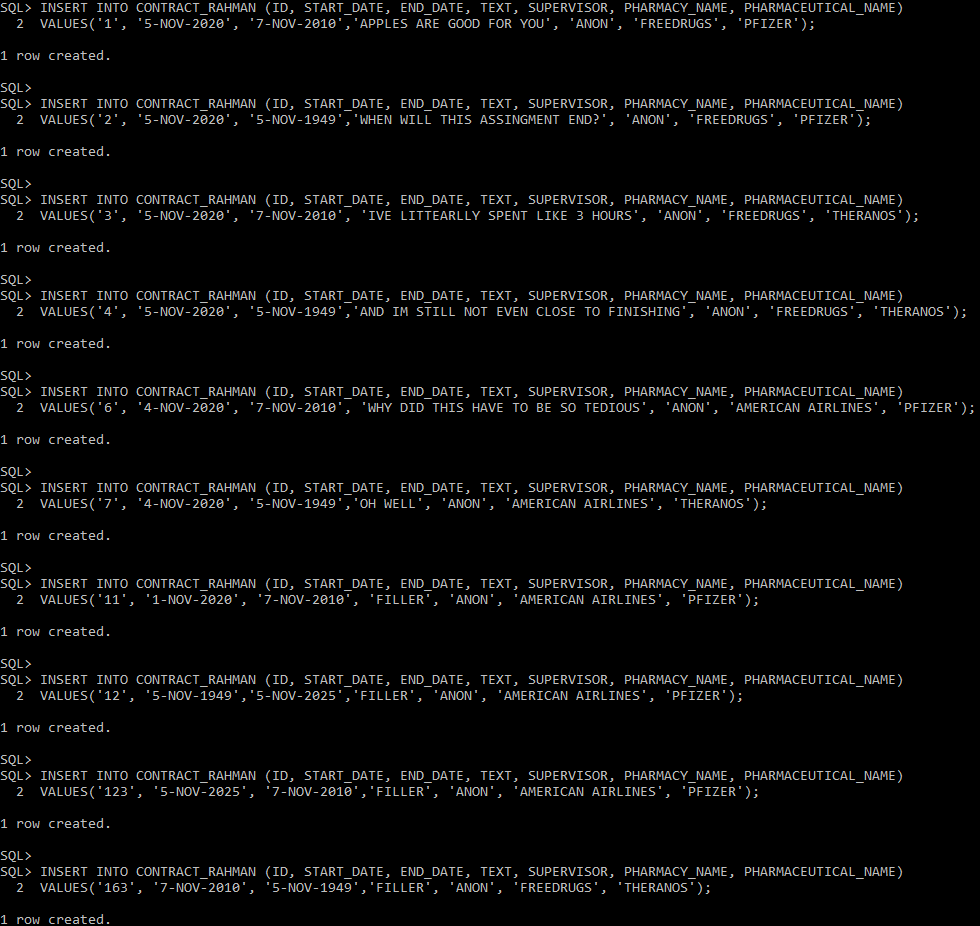 SQL> INSERT INTO CONTRACT_RAHMAN (ID, START_DATE, END_DATE, TEXT, SUPERVISOR, PHARMACY_NAME, PHARMACEUTICAL_NAME)
  2  VALUES('1', '5-NOV-2020', '7-NOV-2010','APPLES ARE GOOD FOR YOU', 'ANON', 'FREEDRUGS', 'PFIZER');
1 row created.
SQL>
SQL> INSERT INTO CONTRACT_RAHMAN (ID, START_DATE, END_DATE, TEXT, SUPERVISOR, PHARMACY_NAME, PHARMACEUTICAL_NAME)
  2  VALUES('2', '5-NOV-2020', '5-NOV-1949','WHEN WILL THIS ASSINGMENT END?', 'ANON', 'FREEDRUGS', 'PFIZER');
1 row created.
SQL>
SQL> INSERT INTO CONTRACT_RAHMAN (ID, START_DATE, END_DATE, TEXT, SUPERVISOR, PHARMACY_NAME, PHARMACEUTICAL_NAME)
  2  VALUES('3', '5-NOV-2020', '7-NOV-2010', 'IVE LITTEARLLY SPENT LIKE 3 HOURS', 'ANON', 'FREEDRUGS', 'THERANOS');
1 row created.
SQL>
SQL> INSERT INTO CONTRACT_RAHMAN (ID, START_DATE, END_DATE, TEXT, SUPERVISOR, PHARMACY_NAME, PHARMACEUTICAL_NAME)
  2  VALUES('4', '5-NOV-2020', '5-NOV-1949','AND IM STILL NOT EVEN CLOSE TO FINISHING', 'ANON', 'FREEDRUGS', 'THERANOS');
1 row created.
SQL>
SQL> INSERT INTO CONTRACT_RAHMAN (ID, START_DATE, END_DATE, TEXT, SUPERVISOR, PHARMACY_NAME, PHARMACEUTICAL_NAME)
  2  VALUES('6', '4-NOV-2020', '7-NOV-2010', 'WHY DID THIS HAVE TO BE SO TEDIOUS', 'ANON', 'AMERICAN AIRLINES', 'PFIZER');
1 row created.
SQL>
SQL> INSERT INTO CONTRACT_RAHMAN (ID, START_DATE, END_DATE, TEXT, SUPERVISOR, PHARMACY_NAME, PHARMACEUTICAL_NAME)
  2  VALUES('7', '4-NOV-2020', '5-NOV-1949','OH WELL', 'ANON', 'AMERICAN AIRLINES', 'THERANOS');
1 row created.
SQL>
SQL> INSERT INTO CONTRACT_RAHMAN (ID, START_DATE, END_DATE, TEXT, SUPERVISOR, PHARMACY_NAME, PHARMACEUTICAL_NAME)
  2  VALUES('11', '1-NOV-2020', '7-NOV-2010', 'FILLER', 'ANON', 'AMERICAN AIRLINES', 'PFIZER');
1 row created.
SQL>
SQL> INSERT INTO CONTRACT_RAHMAN (ID, START_DATE, END_DATE, TEXT, SUPERVISOR, PHARMACY_NAME, PHARMACEUTICAL_NAME)
  2  VALUES('12', '5-NOV-1949','5-NOV-2025','FILLER', 'ANON', 'AMERICAN AIRLINES', 'PFIZER');
1 row created.
SQL>
SQL> INSERT INTO CONTRACT_RAHMAN (ID, START_DATE, END_DATE, TEXT, SUPERVISOR, PHARMACY_NAME, PHARMACEUTICAL_NAME)
  2  VALUES('123', '5-NOV-2025', '7-NOV-2010','FILLER', 'ANON', 'AMERICAN AIRLINES', 'PFIZER');
1 row created.
SQL>
SQL> INSERT INTO CONTRACT_RAHMAN (ID, START_DATE, END_DATE, TEXT, SUPERVISOR, PHARMACY_NAME, PHARMACEUTICAL_NAME)
  2  VALUES('163', '7-NOV-2010', '5-NOV-1949','FILLER', 'ANON', 'FREEDRUGS', 'THERANOS');
1 row created.